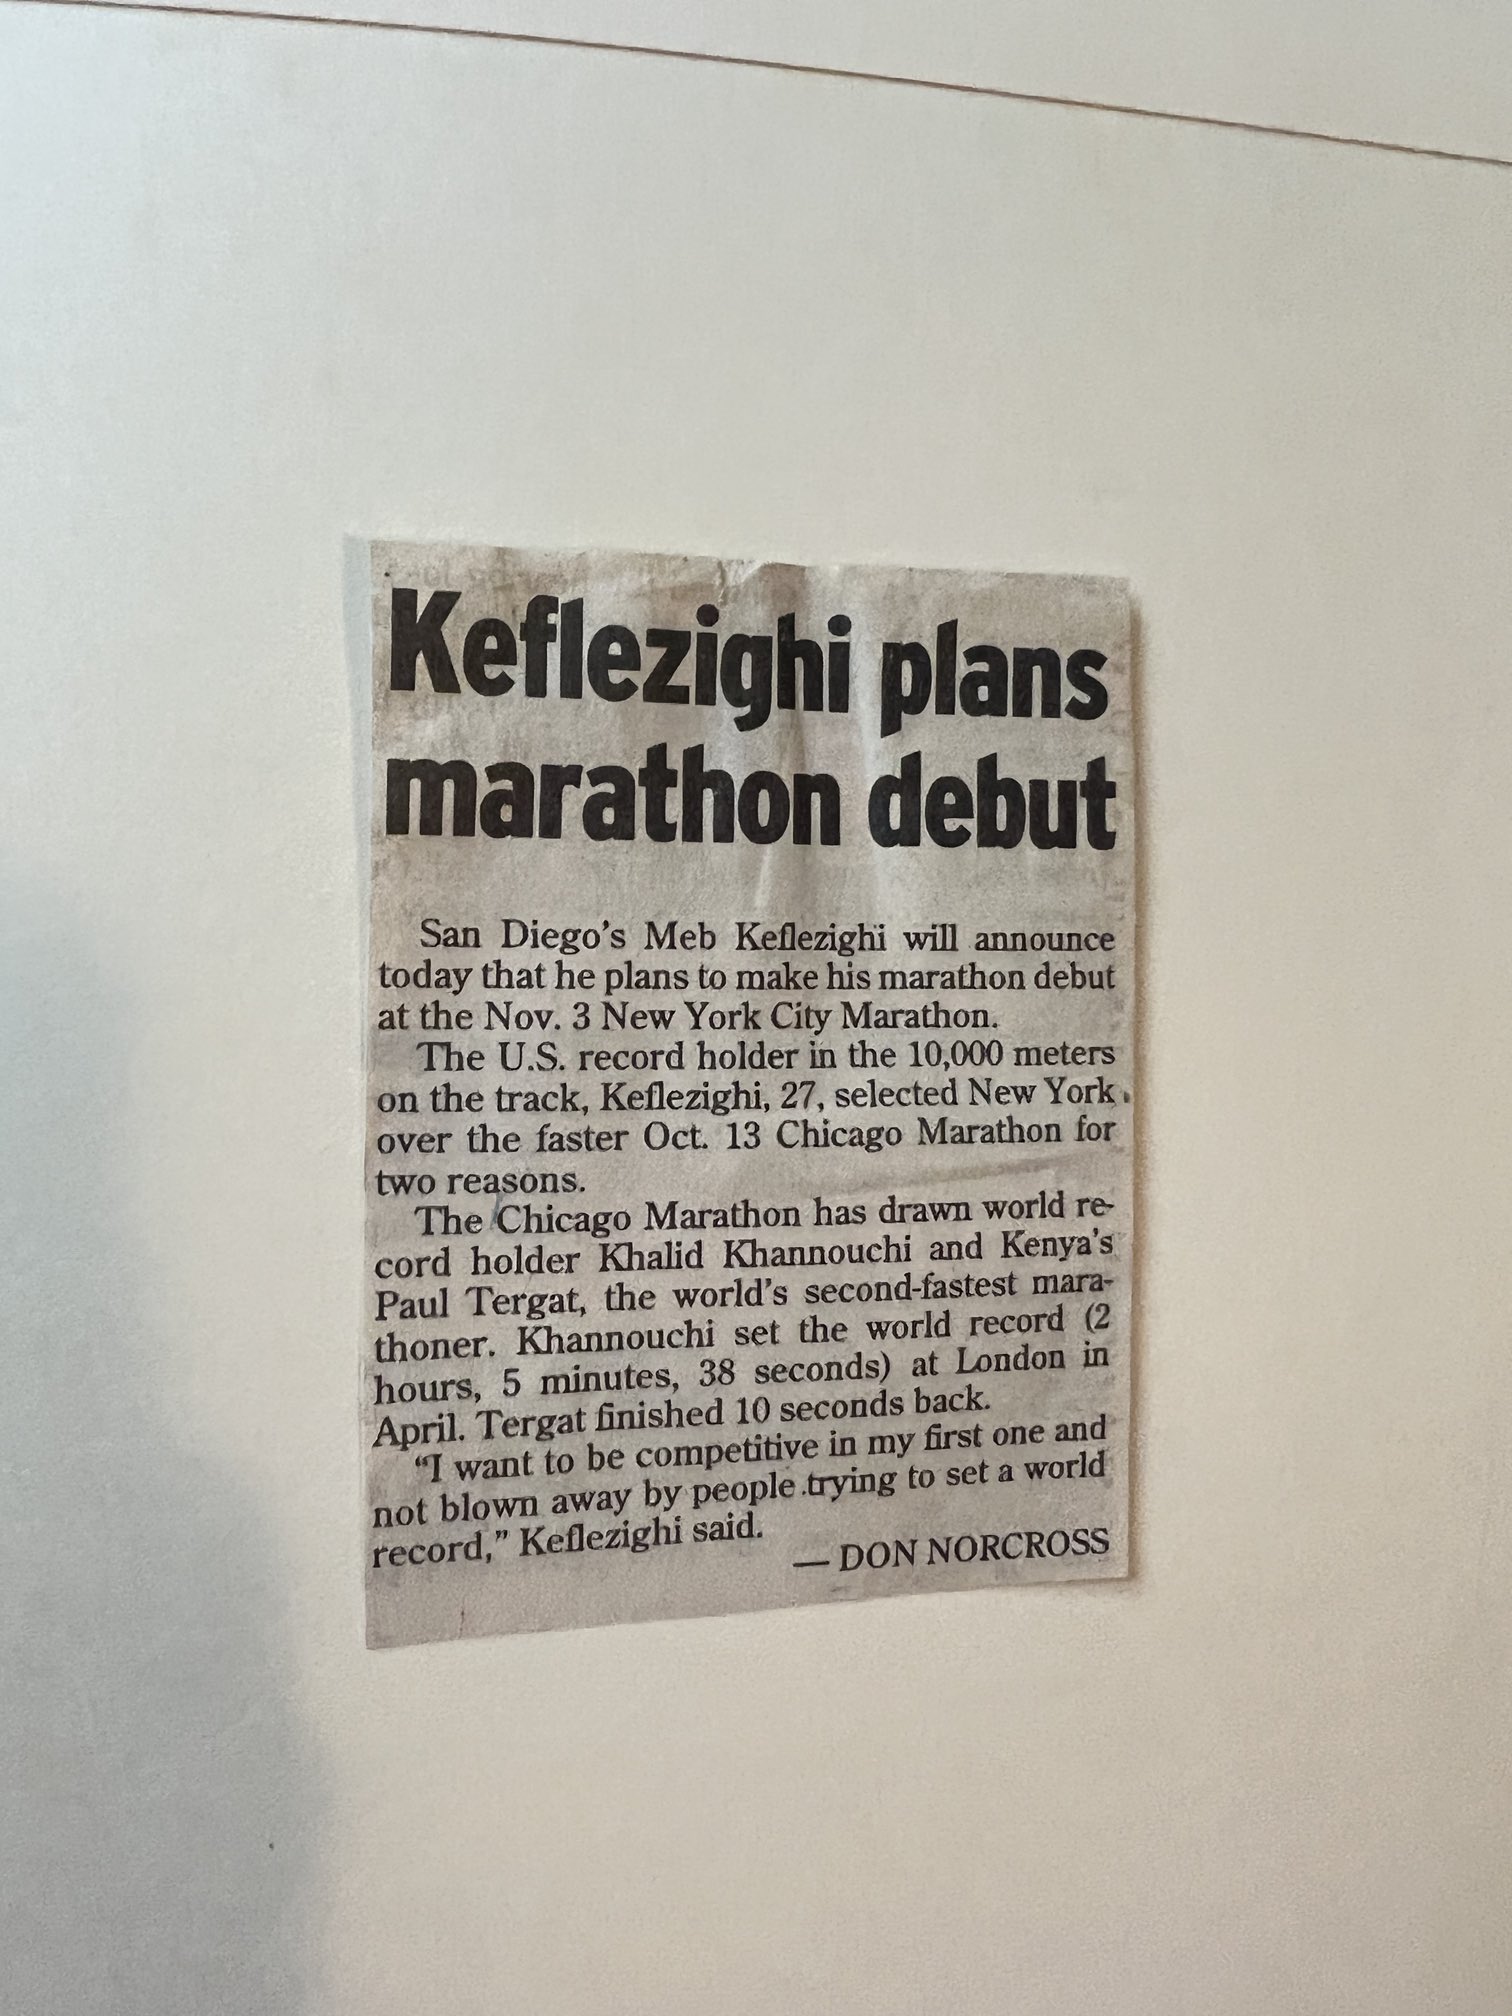 Keflezighi plans
marathon debut
San Diego's Meb Keflezighi will announce
today that he plans to make his marathon debut
at the Nov. 3 New York City Marathon.
The U.S. record holder in the 10,000 meters
on the track, Keflezighi, 27, selected New York
over the faster Oct. 13 Chicago Marathon for
two reasons.
The Chicago Marathon has drawn world re-
cord holder Khalid Khannouchi and Kenya's
Paul Tergat, the world's second-fastest mara-
thoner. Khannouchi set the world record (2
hours, 5 minutes, 38 seconds) at London in
April. Tergat finished 10 seconds back.
“I want to be competitive in my first one and
not blown away by people trying to set a world
record,” Keflezighi said.
— DON NORCROSS